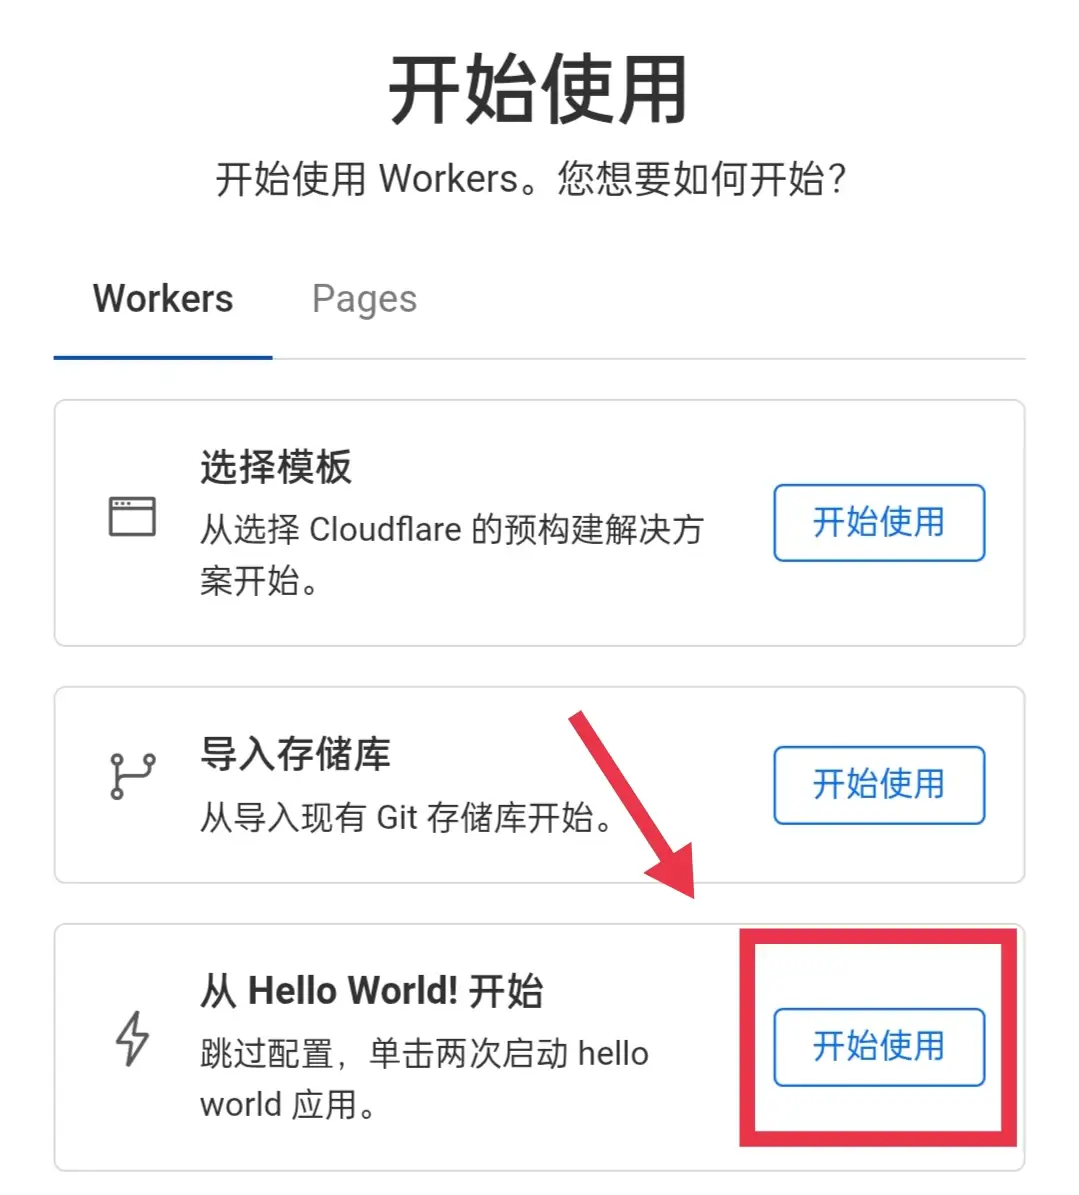 开始使用
开始使用 Workers。您想要如何开始？
Workers Pages
选择模板
从选择 Cloudflare 的预构建解决方
案开始。
开始使用
导入存储库
从导入现有 Git 存储库开始。
开始使用
从 Hello World! 开始
跳过配置，单击两次启动 hello
world 应用。
开始使用